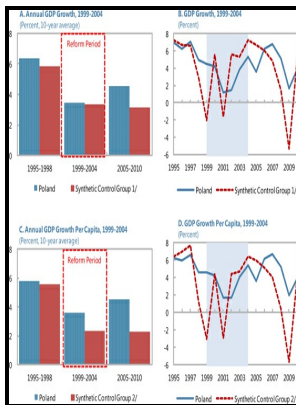 A. Annual GDP Growth, 1999-2004
(Percent, 10-year average)
8
Reform Period
6
4
2
0
1995-1998 1999-2004 2005-2010
Poland Synthetic Control Group 1/
B. GDP Growth, 1999-2004
(Percent)
8
6
4
2
0
-2
-4
-6
1995 1997 1999 2001 2003 2005 2007 2009
Poland Synthetic Control Group 1/
C. Annual GDP Growth Per Capita, 1999-2004
(Percent, 10-year average)
8
Reform Period
6
4
2
0
1995-1998 1999-2004 2005-2010
Poland Synthetic Control Group 2/
D. GDP Growth Per Capita, 1999-2004
(Percent)
8
6
4
2
0
-2
-4
-6
1995 1997 1999 2001 2003 2005 2007 2009
Poland Synthetic Control Group 2/